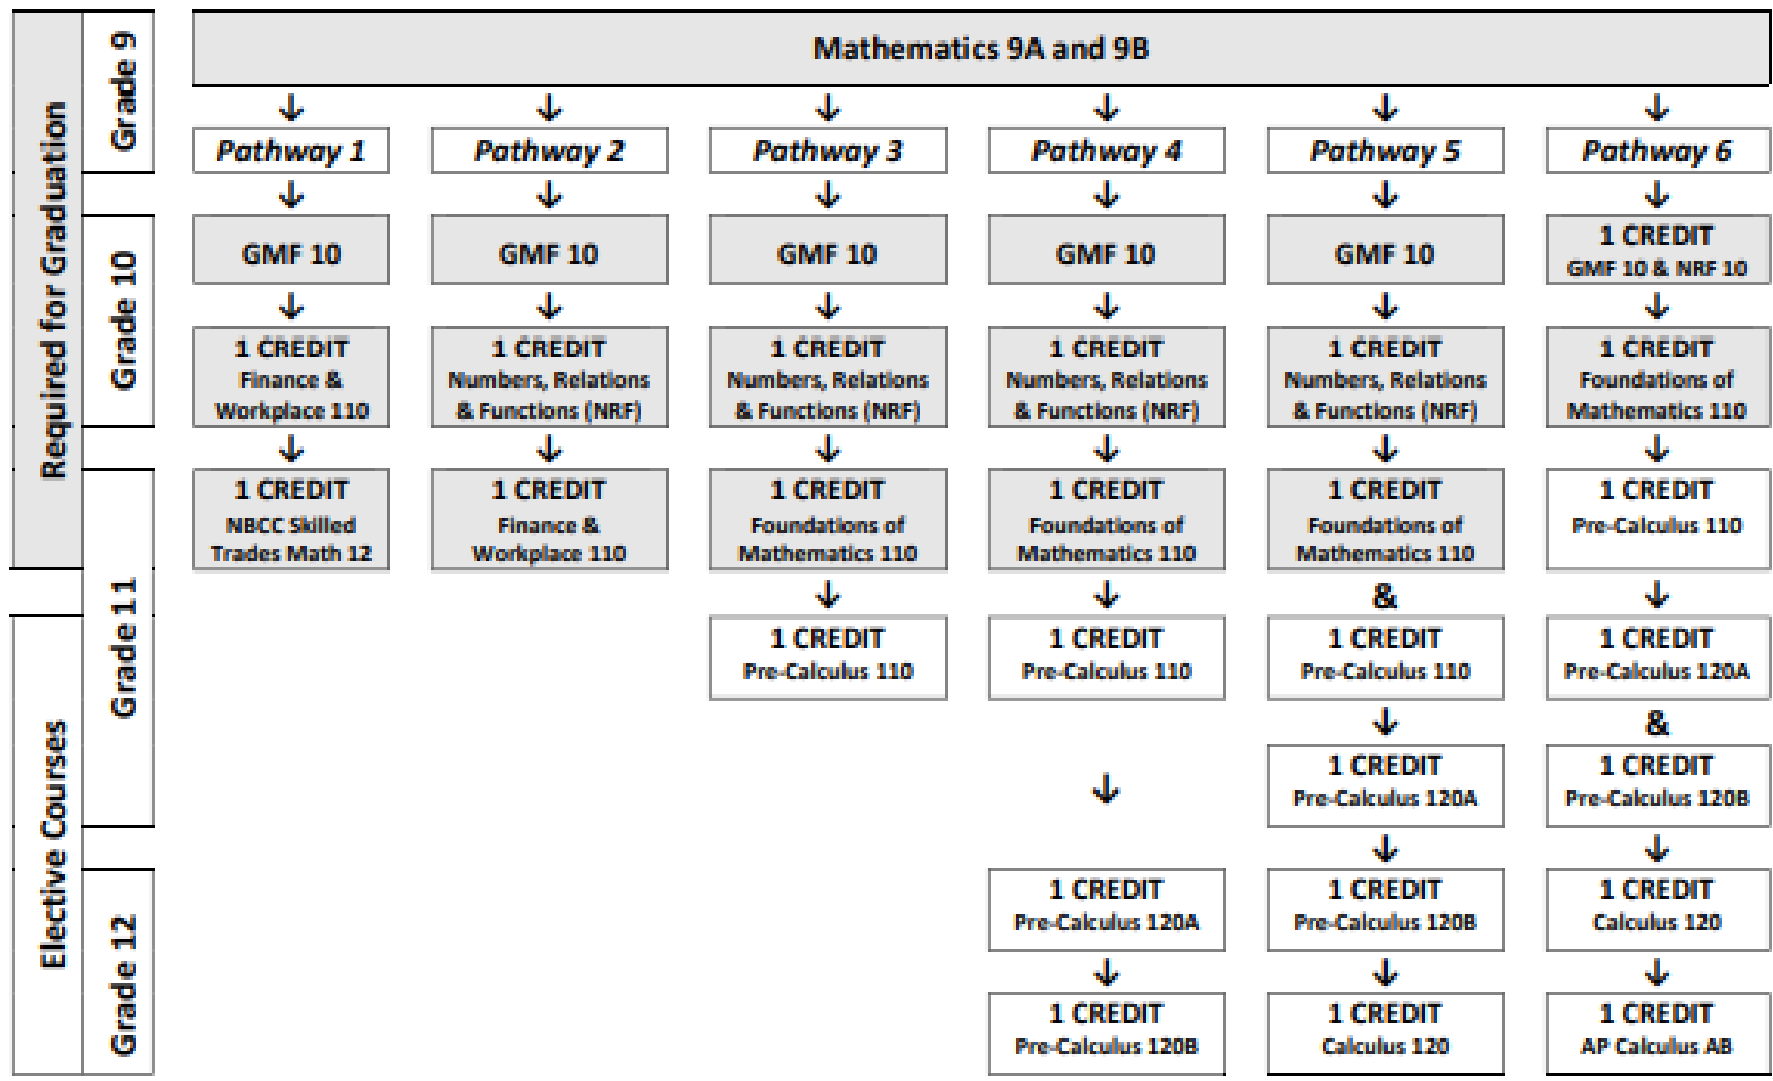 Required for Graduation
Elective Courses
Grade 9
Grade 10
Grade 11
Grade 12
Mathematics 9A and 9B
↓ ↓ ↓ ↓ ↓ ↓
Pathway 1
Pathway 2
Pathway 3
Pathway 4
Pathway 5
Pathway 6
↓ ↓ ↓ ↓ ↓ ↓
GMF 10
GMF 10
GMF 10
GMF 10
GMF 10
1 CREDIT
GMF 10 & NRF 10
↓ ↓ ↓ ↓ ↓ ↓
1 CREDIT
Finance &
Workplace 110
1 CREDIT
Numbers, Relations
& Functions (NRF)
1 CREDIT
Numbers, Relations
& Functions (NRF)
1 CREDIT
Numbers, Relations
& Functions (NRF)
1 CREDIT
Numbers, Relations
& Functions (NRF)
1 CREDIT
Foundations of
Mathematics 110
↓ ↓ ↓ ↓ ↓ ↓
1 CREDIT
NBCC Skilled
Trades Math 12
1 CREDIT
Finance &
Workplace 110
1 CREDIT
Foundations of
Mathematics 110
1 CREDIT
Foundations of
Mathematics 110
1 CREDIT
Foundations of
Mathematics 110
1 CREDIT
Pre-Calculus 110
↓ ↓ & ↓
1 CREDIT
Pre-Calculus 110
1 CREDIT
Pre-Calculus 110
1 CREDIT
Pre-Calculus 110
1 CREDIT
Pre-Calculus 120A
↓ &
↓
1 CREDIT
Pre-Calculus 120A
1 CREDIT
Pre-Calculus 120B
↓ ↓
1 CREDIT
Pre-Calculus 120A
1 CREDIT
Pre-Calculus 120B
1 CREDIT
Calculus 120
↓ ↓ ↓
1 CREDIT
Pre-Calculus 120B
1 CREDIT
Calculus 120
1 CREDIT
AP Calculus AB